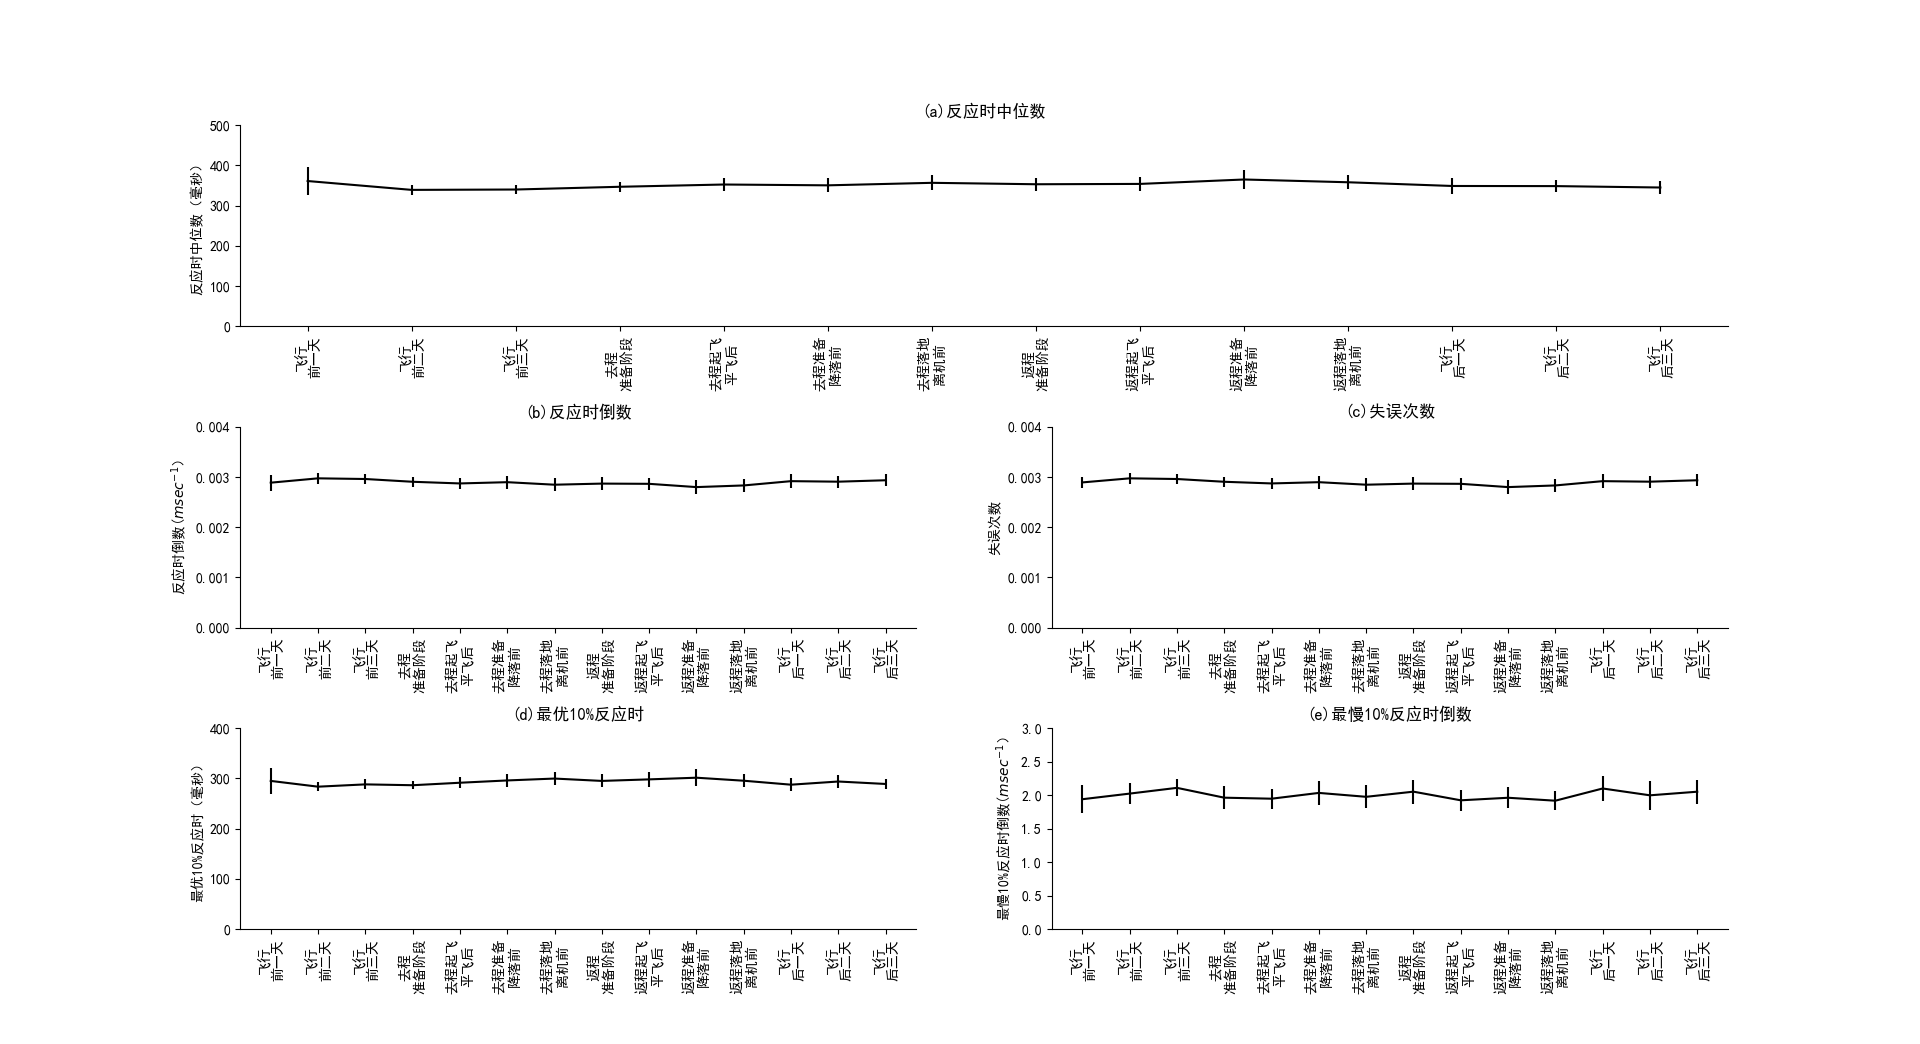 (a)反应时中位数
反应时中位数（毫秒）
500
400
300
200
100
0
飞行
前一天
飞行
前二天
飞行
前三天
去程
准备阶段
去程起飞
平飞后
去程准备
降落前
去程落地
离机前
返程
准备阶段
返程起飞
平飞后
返程准备
降落前
返程落地
离机前
飞行
后一天
飞行
后二天
飞行
后三天
(b)反应时倒数
反应时倒数(msec⁻¹)
0.004
0.003
0.002
0.001
0.000
飞行
前一天
飞行
前二天
飞行
前三天
去程
准备阶段
去程起飞
平飞后
去程准备
降落前
去程落地
离机前
返程
准备阶段
返程起飞
平飞后
返程准备
降落前
返程落地
离机前
飞行
后一天
飞行
后二天
飞行
后三天
(c)失误次数
失误次数
0.004
0.003
0.002
0.001
0.000
飞行
前一天
飞行
前二天
飞行
前三天
去程
准备阶段
去程起飞
平飞后
去程准备
降落前
去程落地
离机前
返程
准备阶段
返程起飞
平飞后
返程准备
降落前
返程落地
离机前
飞行
后一天
飞行
后二天
飞行
后三天
(d)最优10%反应时
最优10%反应时（毫秒）
400
300
200
100
0
飞行
前一天
飞行
前二天
飞行
前三天
去程
准备阶段
去程起飞
平飞后
去程准备
降落前
去程落地
离机前
返程
准备阶段
返程起飞
平飞后
返程准备
降落前
返程落地
离机前
飞行
后一天
飞行
后二天
飞行
后三天
(e)最慢10%反应时倒数
最慢10%反应时倒数(msec⁻¹)
3.0
2.5
2.0
1.5
1.0
0.5
0.0
飞行
前一天
飞行
前二天
飞行
前三天
去程
准备阶段
去程起飞
平飞后
去程准备
降落前
去程落地
离机前
返程
准备阶段
返程起飞
平飞后
返程准备
降落前
返程落地
离机前
飞行
后一天
飞行
后二天
飞行
后三天